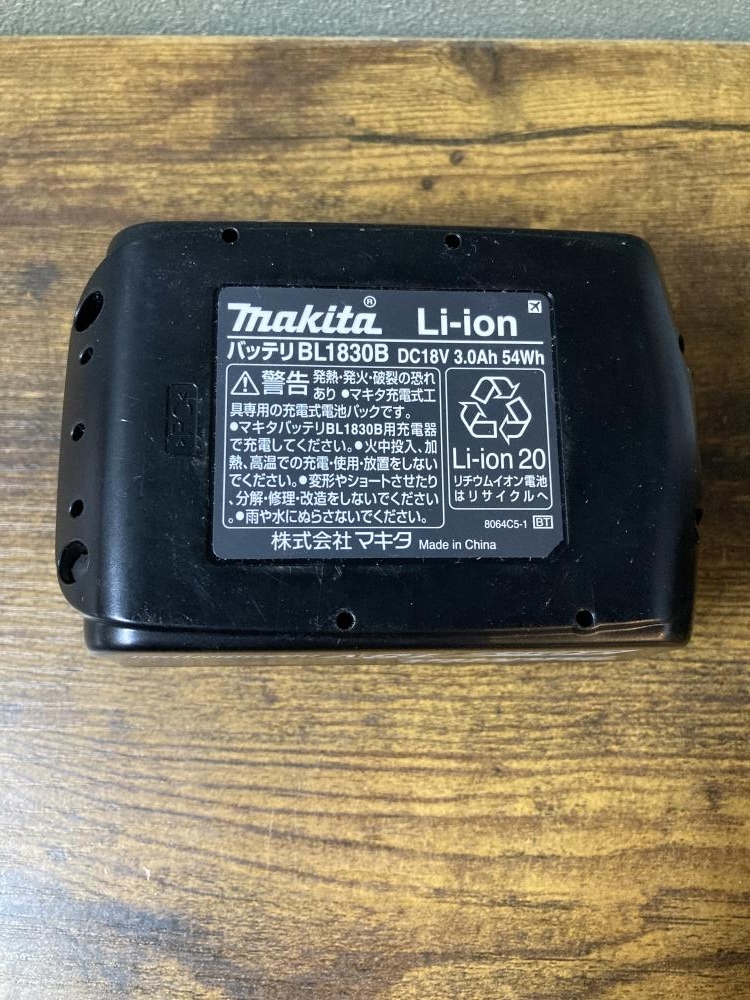 makita® Li-ion
バッテリ BL1830B DC18V 3.0Ah 54Wh
警告 発熱・発火・破裂の恐れ
あり ●マキタ充電式工
具専用の充電式電池パックです。
●マキタバッテリBL1830B用充電器
で充電してください。●火中投入、加
熱、高温での充電・使用・放置をしない
でください。●変形やショートさせたり
、分解・修理・改造をしないでください
。●雨や水にぬらさないでください。
Li-ion 20
リチウムイオン電池
はリサイクルへ
8064C5-1 BT
株式会社 マキタ Made in China